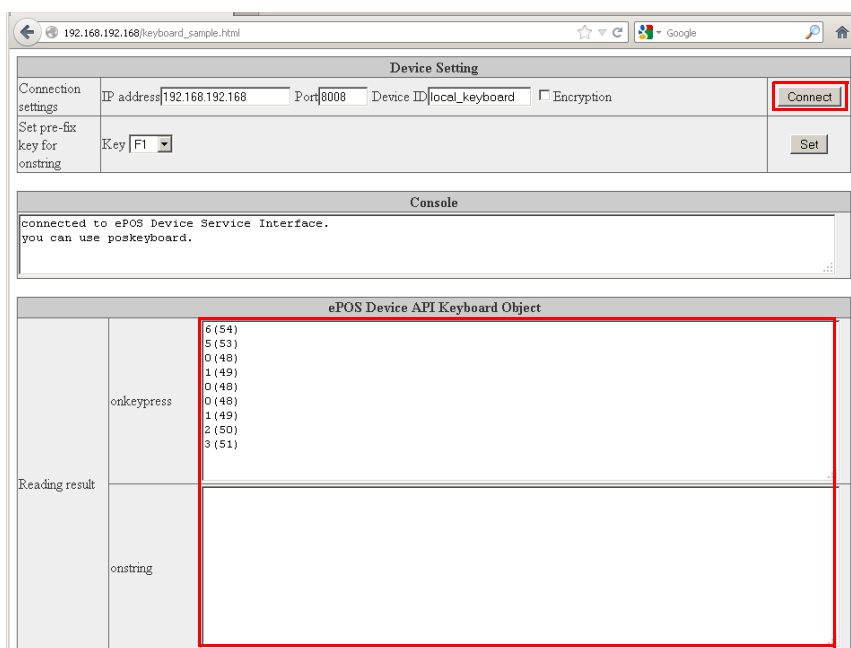 192.168.192.168/keyboard_sample.html Google
Device Setting
Connection settings IP address 192.168.192.168 Port 8008 Device ID local_keyboard Encryption Connect
Set pre-fix key for onstring Key F1 Set
Console
connected to ePOS Device Service Interface.
you can use poskeyboard.
ePOS Device API Keyboard Object
Reading result
onkeypress
6(54)
5(53)
0(48)
1(49)
0(48)
0(48)
1(49)
2(50)
3(51)
onstring